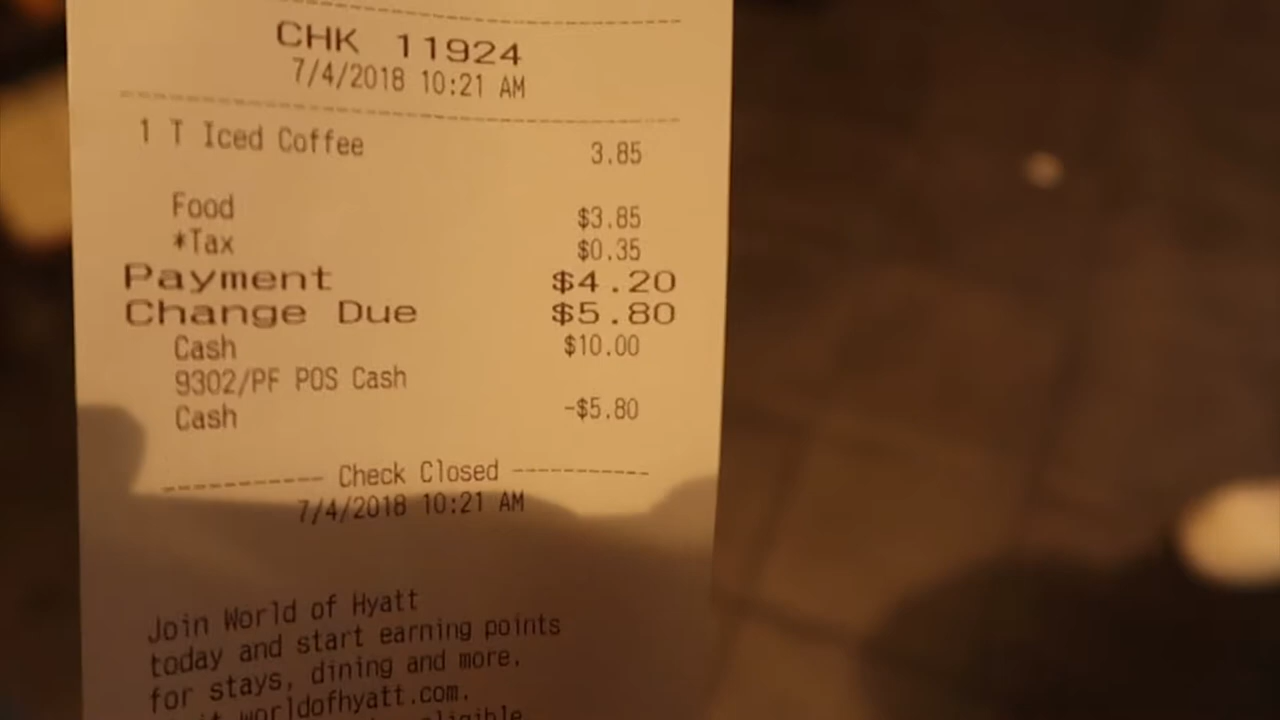 CHK 11924
7/4/2018 10:21 AM
1 T Iced Coffee 3.85
Food $3.85
*Tax $0.35
Payment $4.20
Change Due $5.80
Cash $10.00
9302/PF POS Cash
Cash -$5.80
Check Closed
7/4/2018 10:21 AM
Join World of Hyatt
today and start earning points
for stays, dining and more.
worldofhyatt.com.
eligible